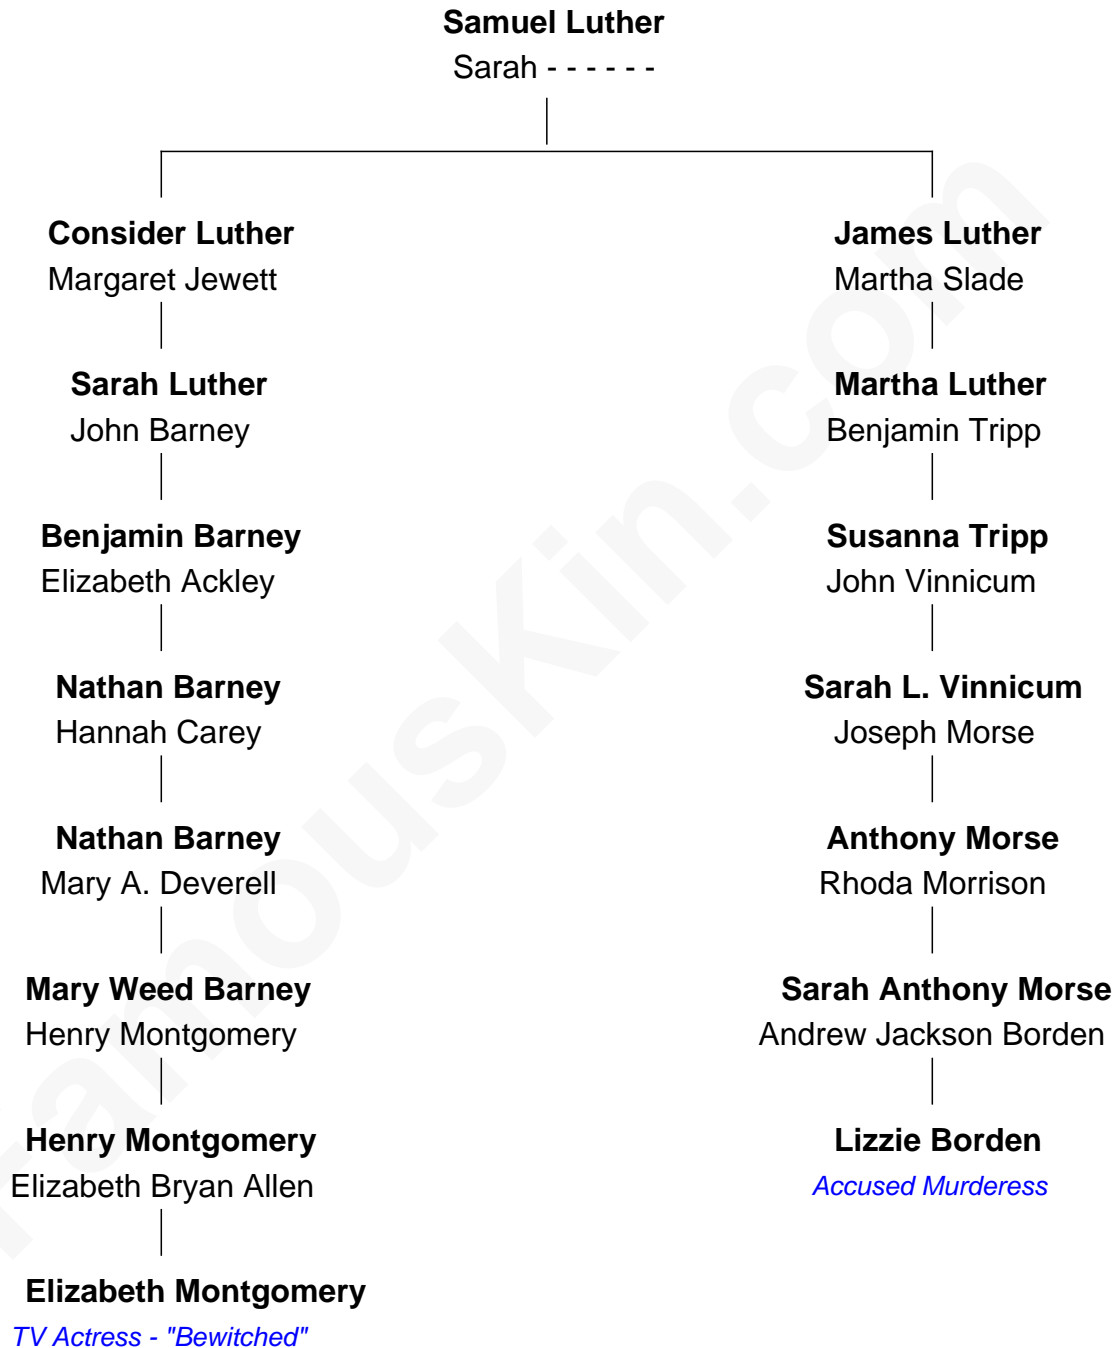 Samuel Luther
Sarah - - - - - -
Consider Luther
Margaret Jewett
James Luther
Martha Slade
Sarah Luther
John Barney
Martha Luther
Benjamin Tripp
Benjamin Barney
Elizabeth Ackley
Susanna Tripp
John Vinnicum
Nathan Barney
Hannah Carey
Sarah L. Vinnicum
Joseph Morse
Nathan Barney
Mary A. Deverell
Anthony Morse
Rhoda Morrison
Mary Weed Barney
Henry Montgomery
Sarah Anthony Morse
Andrew Jackson Borden
Henry Montgomery
Elizabeth Bryan Allen
Lizzie Borden
Accused Murderess
Elizabeth Montgomery
TV Actress - "Bewitched"
FamousKin.com